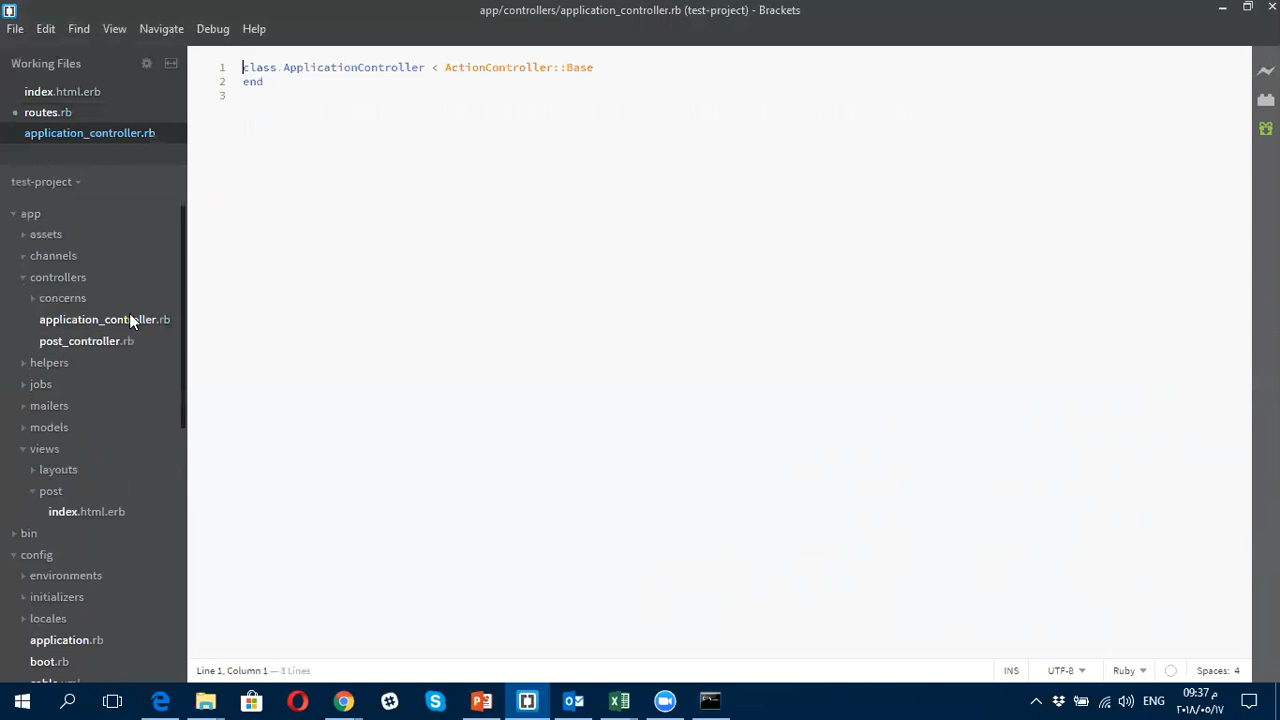 app/controllers/application_controller.rb (test-project) - Brackets
File Edit Find View Navigate Debug Help
Working Files
index.html.erb
routes.rb
application_controller.rb
test-project
app
assets
channels
controllers
concerns
application_controller.rb
post_controller.rb
helpers
jobs
mailers
models
views
layouts
post
index.html.erb
bin
config
environments
initializers
locales
application.rb
boot.rb
1 class ApplicationController < ActionController::Base
2 end
3
Line 1, Column 1 — 3 Lines
INS UTF-8 Ruby Spaces: 4
ENG
09:37 م
٢٠١٨/٠٥/١٧